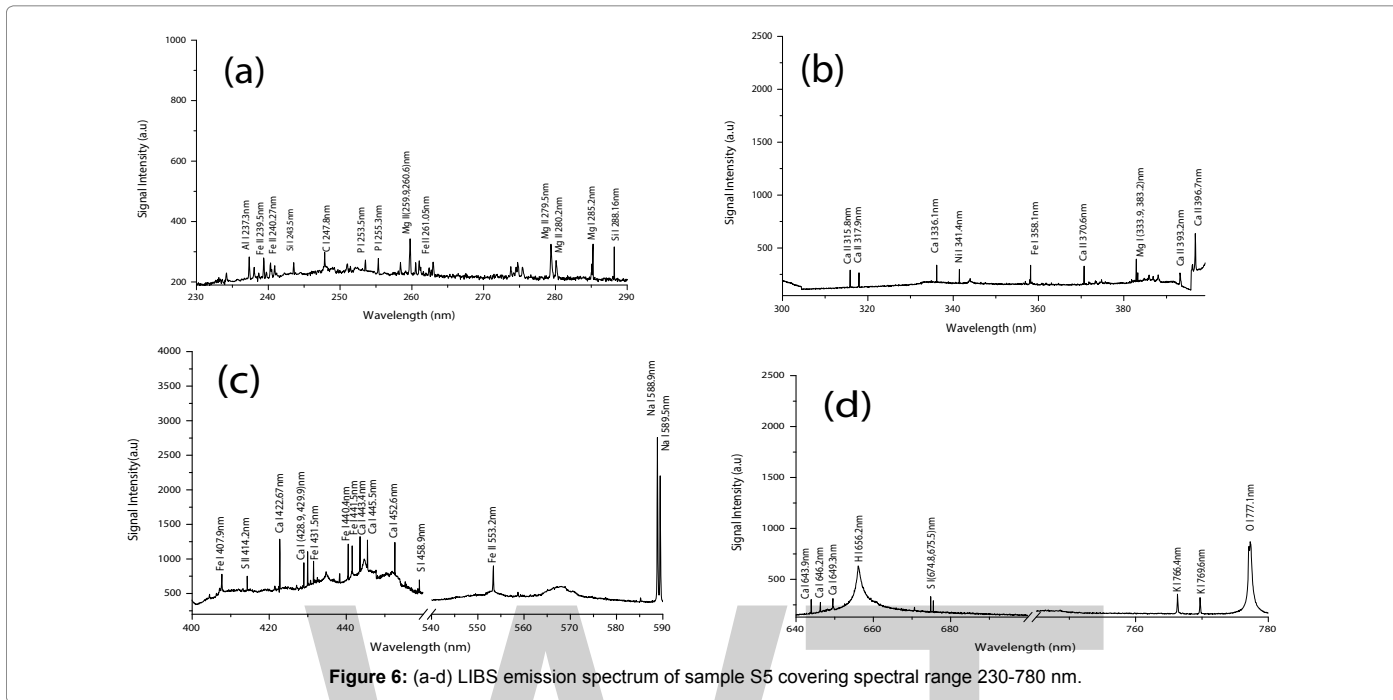 (a)
Signal Intensity (a.u)
1000
800
600
400
200
Al I 237.3nm
Fe II 239.5nm
Fe II 240.27nm
Si I 243.5nm
C I 247.8nm
P I 253.5nm
P I 255.3nm
Mg II(259.9,260.6)nm
Fe II 261.05nm
Mg II 279.5nm
Mg II 280.2nm
Mg I 285.2nm
Si I 288.16nm
230 240 250 260 270 280 290
Wavelength (nm)
(b)
Signal Intensity (a.u)
2500
2000
1500
1000
500
Ca II 315.8nm
Ca II 317.9nm
Ca I 336.1nm
Ni I 341.4nm
Fe I 358.1nm
Ca II 370.6nm
Mg I (333.9, 383.2)nm
Ca II 393.2nm
Ca II 396.7nm
300 320 340 360 380
Wavelength (nm)
(c)
Signal Intensity(a.u)
4000
3500
3000
2500
2000
1500
1000
500
Fe I 407.9nm
S II 414.2nm
Ca I 422.67nm
Ca I (428.9, 429.9)nm
Fe I 431.5nm
Fe I 440.4nm
Fe I 441.5nm
Ca I 443.4nm
Ca I 445.5nm
Ca I 452.6nm
S I 458.9nm
Fe II 553.2nm
Na I 588.9nm
Na I 589.5nm
400 420 440 540 550 560 570 580 590
Wavelength (nm)
(d)
Signal Intensity (a.u)
2500
2000
1500
1000
500
Ca I 643.9nm
Ca I 646.2nm
Ca I 649.3nm
H I 656.2nm
S I(674.8,675.5)nm
K I 766.4nm
K I 769.6nm
O I 777.1nm
640 660 680 760 780
Wavelength (nm)
Figure 6: (a-d) LIBS emission spectrum of sample S5 covering spectral range 230-780 nm.